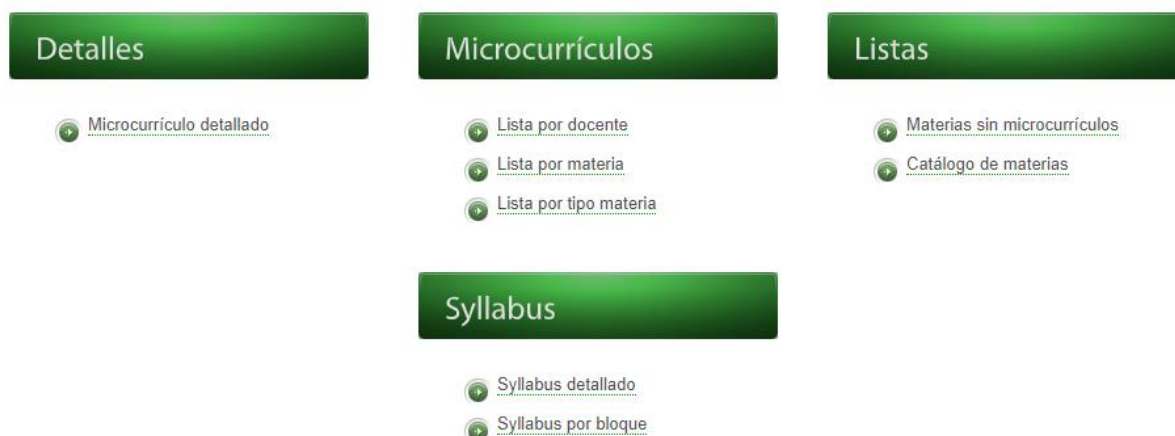 Detalles
Microcurrículo detallado
Microcurrículos
Lista por docente
Lista por materia
Lista por tipo materia
Listas
Materias sin microcurrículos
Catálogo de materias
Syllabus
Syllabus detallado
Syllabus por bloque